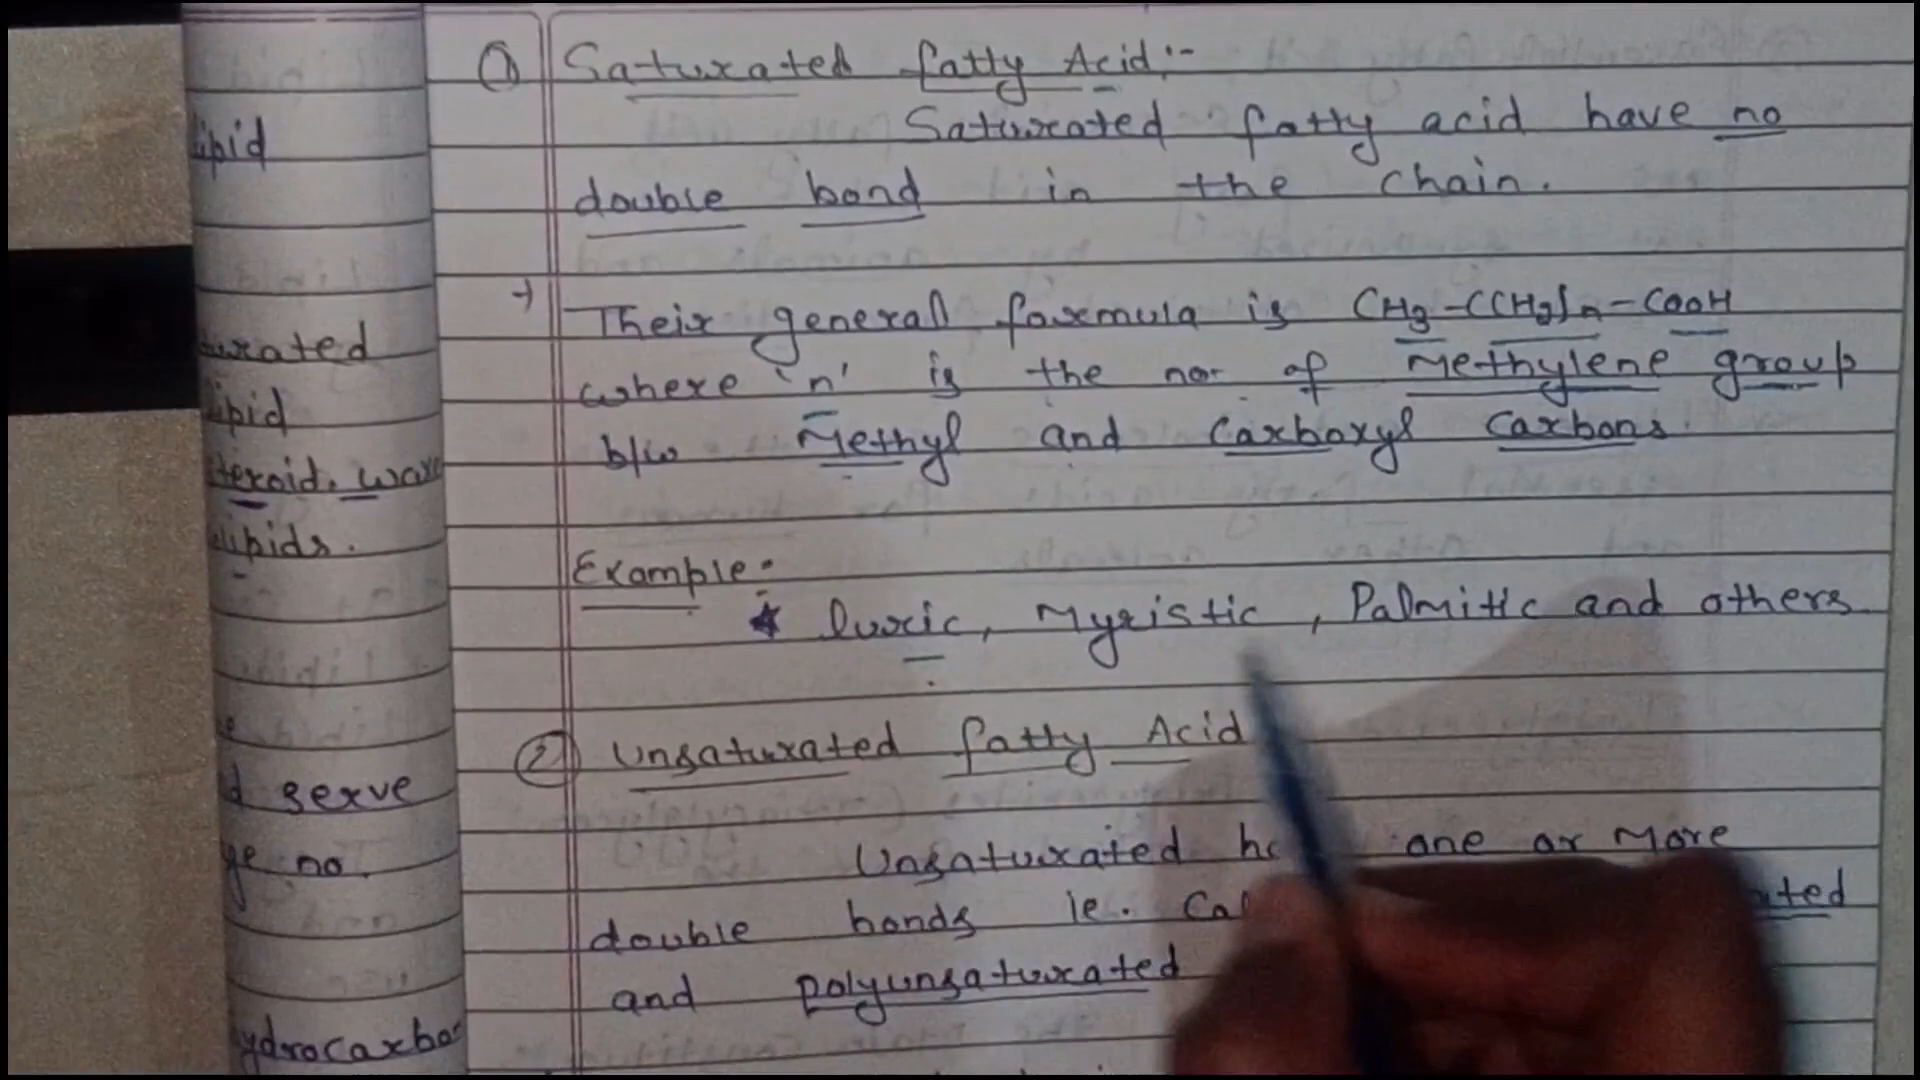 lipid
urated
lipid
teroid, wax
lipids.
d serve
ge no.
ydrocarbon
① Saturated fatty Acid :-
Saturated fatty acid have no
double bond in the chain.
→ Their general formula is CH3-(CH2)n-COOH
where 'n' is the no. of Methylene group
b/w Methyl and Carboxyl Carbons.
Example:
* luric, Myristic, Palmitic and others
② Unsaturated fatty Acid
Unsaturated one or More
double bonds ie.
and polyunsaturated